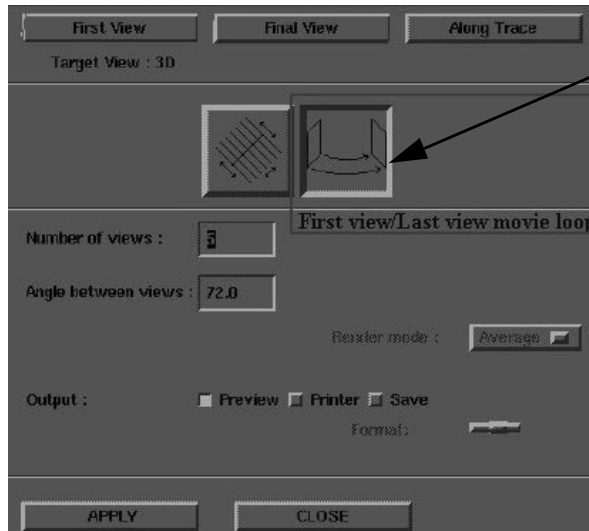 First View Final View Along Trace
Target View : 3D
First view/Last view movie loop
Number of views : 5
Angle between views : 72.0
Render mode : Average
Output : Preview Printer Save
Format:
APPLY CLOSE